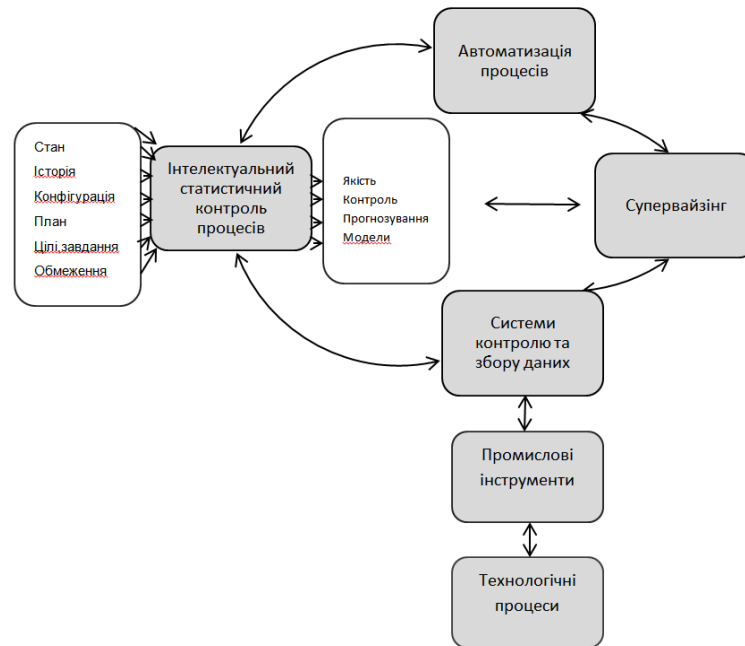 Автоматизація
процесів
Стан
Історія
Конфігурація
План
Цілі,завдання
Обмеження
Інтелектуальний
статистичний
контроль
процесів
Якість
Контроль
Прогнозування
Модели
Супервайзінг
Системи
контролю та
збору даних
Промислові
інструменти
Технологічні
процеси